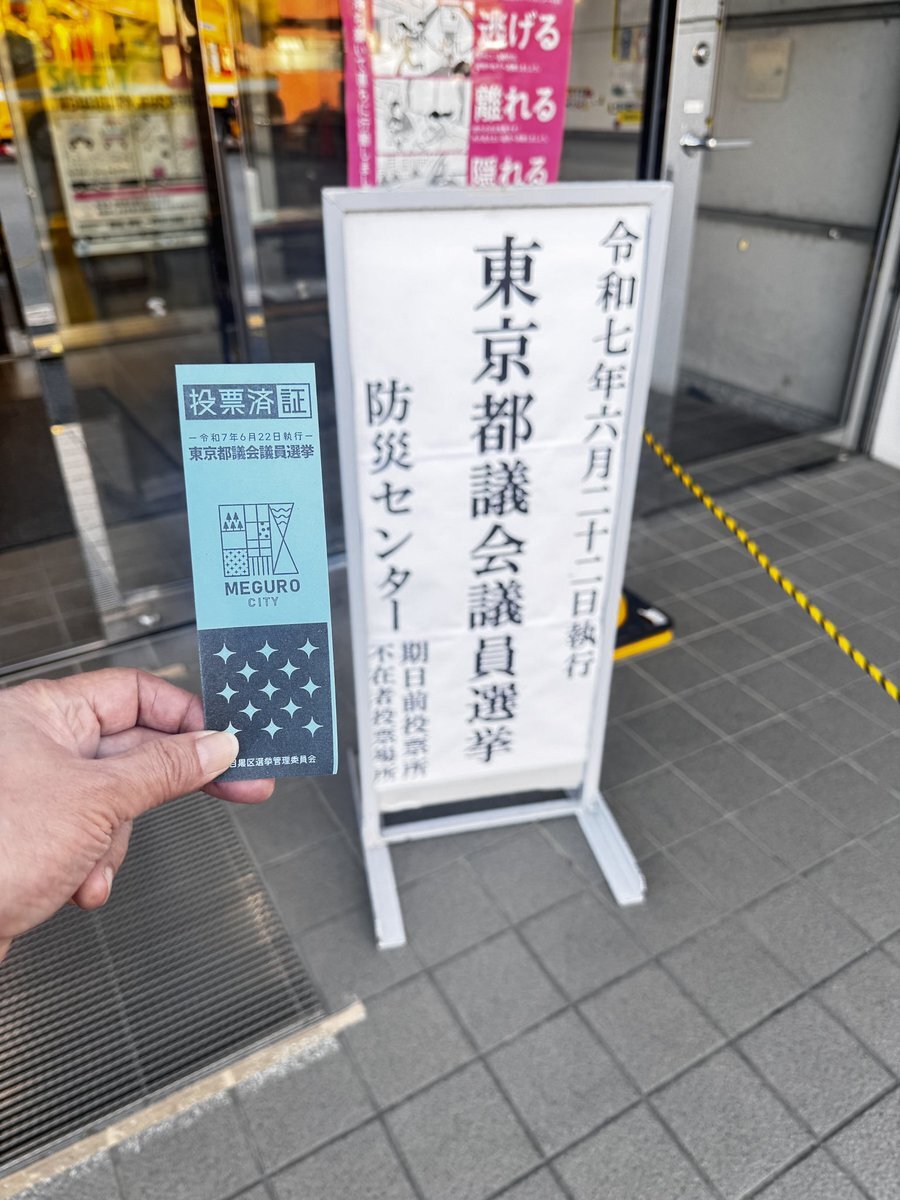 逃げる
離れる
隠れる
令和七年六月二十二日執行
東京都議会議員選挙
防災センター
期日前投票所
不在者投票場所
投票済証
ー令和7年6月22日執行ー
東京都議会議員選挙
MEGURO
CITY
目黒区選挙管理委員会